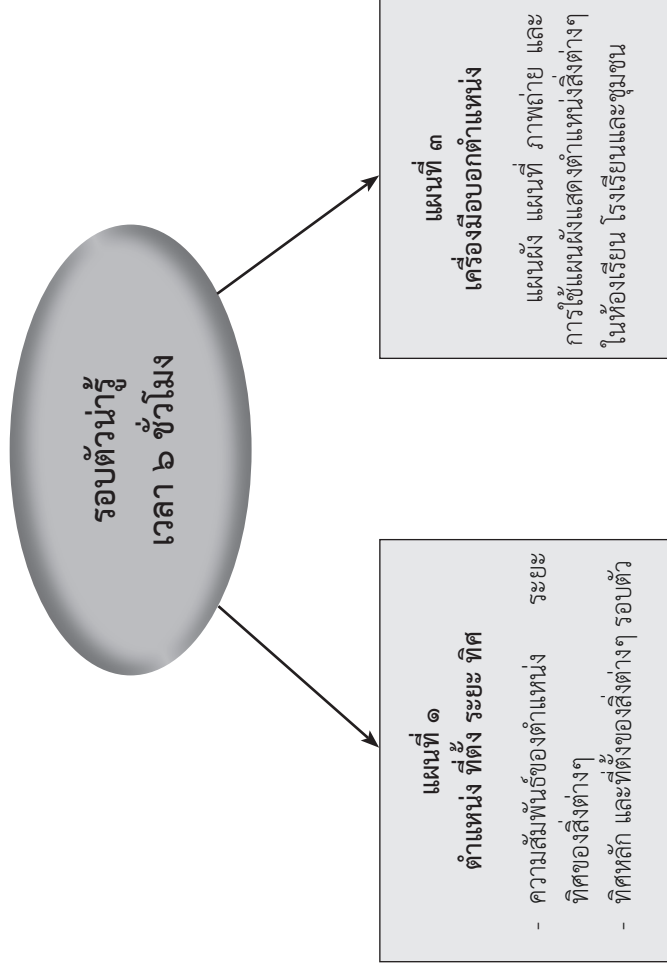 รอบตัวน่ารู้
เวลา ๖ ชั่วโมง
แผนที่ ๑
ตำแหน่ง ที่ตั้ง ระยะ ทิศ
- ความสัมพันธ์ของตำแหน่ง ระยะ
ทิศของสิ่งต่างๆ
- ทิศหลัก และที่ตั้งของสิ่งต่างๆ รอบตัว
แผนที่ ๓
เครื่องมือบอกตำแหน่ง
แผนผัง แผนที่ ภาพถ่าย และ
การใช้แผนผังแสดงตำแหน่งสิ่งต่างๆ
ในห้องเรียน โรงเรียนและชุมชน